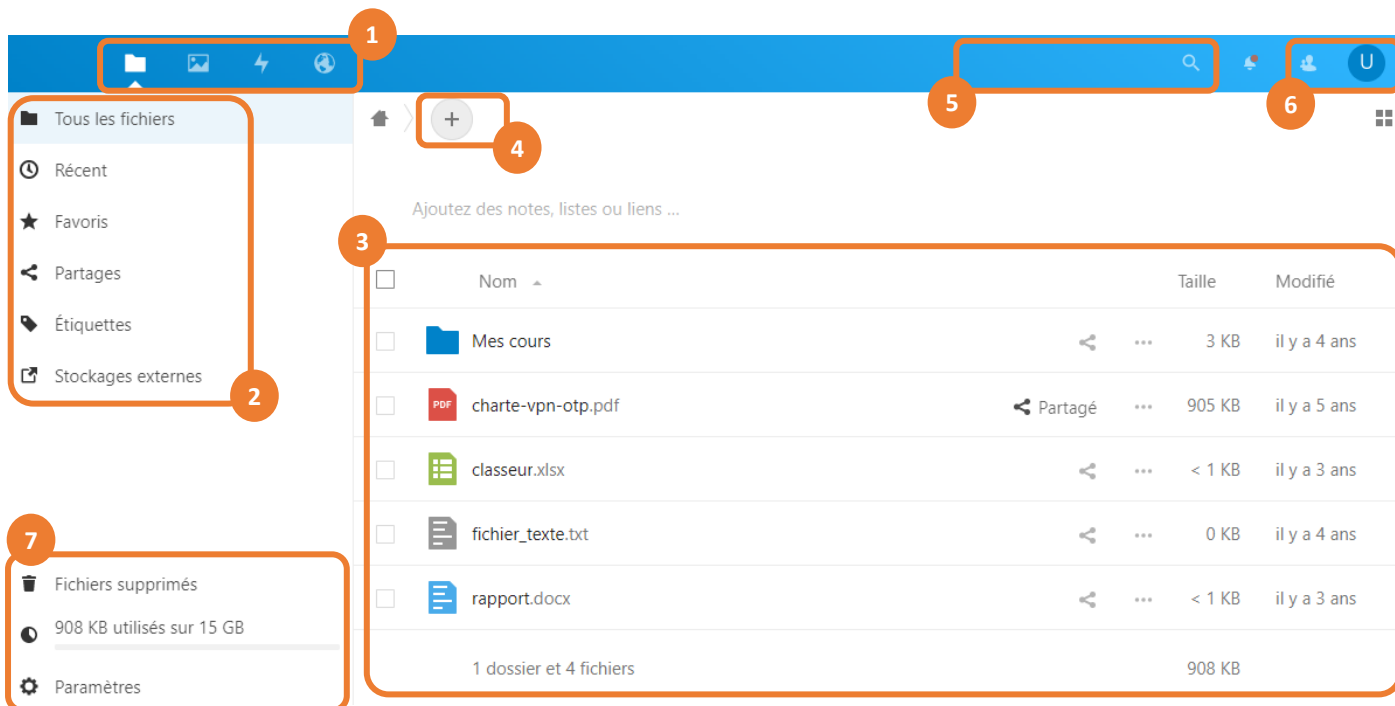 1
5
U
6
Tous les fichiers
+
4
Récent
Favoris
Ajoutez des notes, listes ou liens ...
3
Partages
Nom Taille Modifié
Étiquettes
Mes cours 3 KB il y a 4 ans
Stockages externes
2
PDF charte-vpn-otp.pdf Partagé 905 KB il y a 5 ans
classeur.xlsx < 1 KB il y a 3 ans
7
fichier_texte.txt 0 KB il y a 4 ans
Fichiers supprimés
rapport.docx < 1 KB il y a 3 ans
908 KB utilisés sur 15 GB
1 dossier et 4 fichiers 908 KB
Paramètres